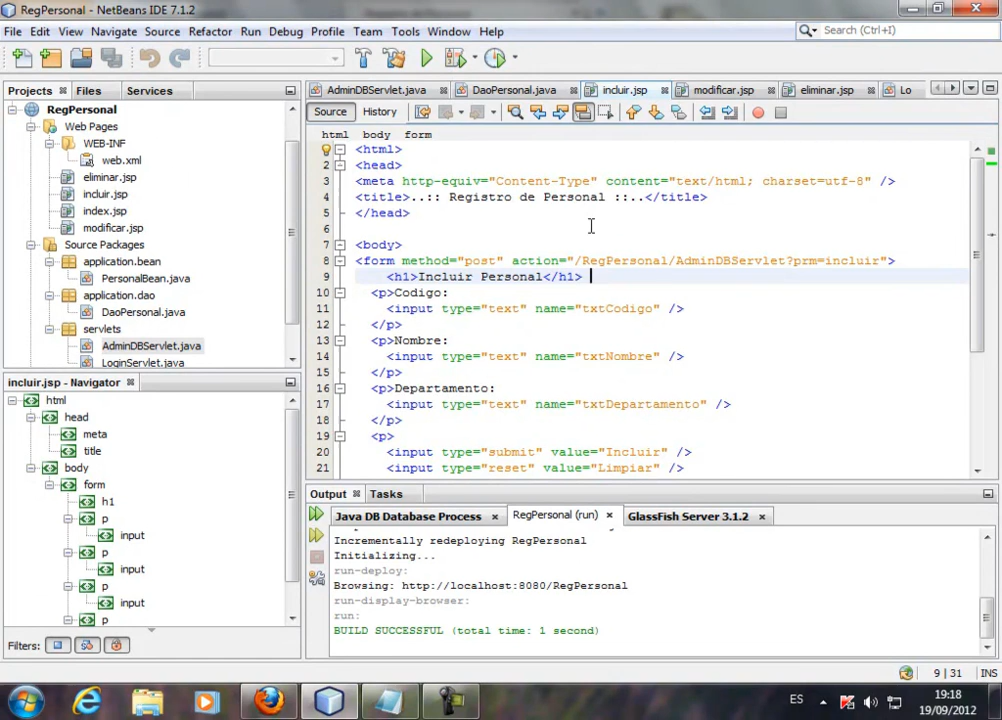 RegPersonal - NetBeans IDE 7.1.2
File Edit View Navigate Source Refactor Run Debug Profile Team Tools Window Help
Search (Ctrl+I)
Projects Files Services
AdminDBServlet.java DaoPersonal.java incluir.jsp modificar.jsp eliminar.jsp Lo
Source History
html body form
RegPersonal
Web Pages
WEB-INF
web.xml
eliminar.jsp
incluir.jsp
index.jsp
modificar.jsp
Source Packages
application.bean
PersonalBean.java
application.dao
DaoPersonal.java
servlets
AdminDBServlet.java
LoginServlet.java
<html>
2 <head>
3 <meta http-equiv="Content-Type" content="text/html; charset=utf-8" />
4 <title>..:: Registro de Personal ::..</title>
5 </head>
6
7 <body>
8 <form method="post" action="/RegPersonal/AdminDBServlet?prm=incluir">
9 <h1>Incluir Personal</h1>
10 <p>Codigo:
11 <input type="text" name="txtCodigo" />
12 </p>
13 <p>Nombre:
14 <input type="text" name="txtNombre" />
15 </p>
16 <p>Departamento:
17 <input type="text" name="txtDepartamento" />
18 </p>
19 <p>
20 <input type="submit" value="Incluir" />
21 <input type="reset" value="Limpiar" />
incluir.jsp - Navigator
html
head
meta
title
body
form
h1
p
input
p
input
p
input
p
Filters:
Output Tasks
Java DB Database Process RegPersonal (run) GlassFish Server 3.1.2
Incrementally redeploying RegPersonal
Initializing...
run-deploy:
Browsing: http://localhost:8080/RegPersonal
run-display-browser:
run:
BUILD SUCCESSFUL (total time: 1 second)
9 | 31 INS
ES
19:18
19/09/2012